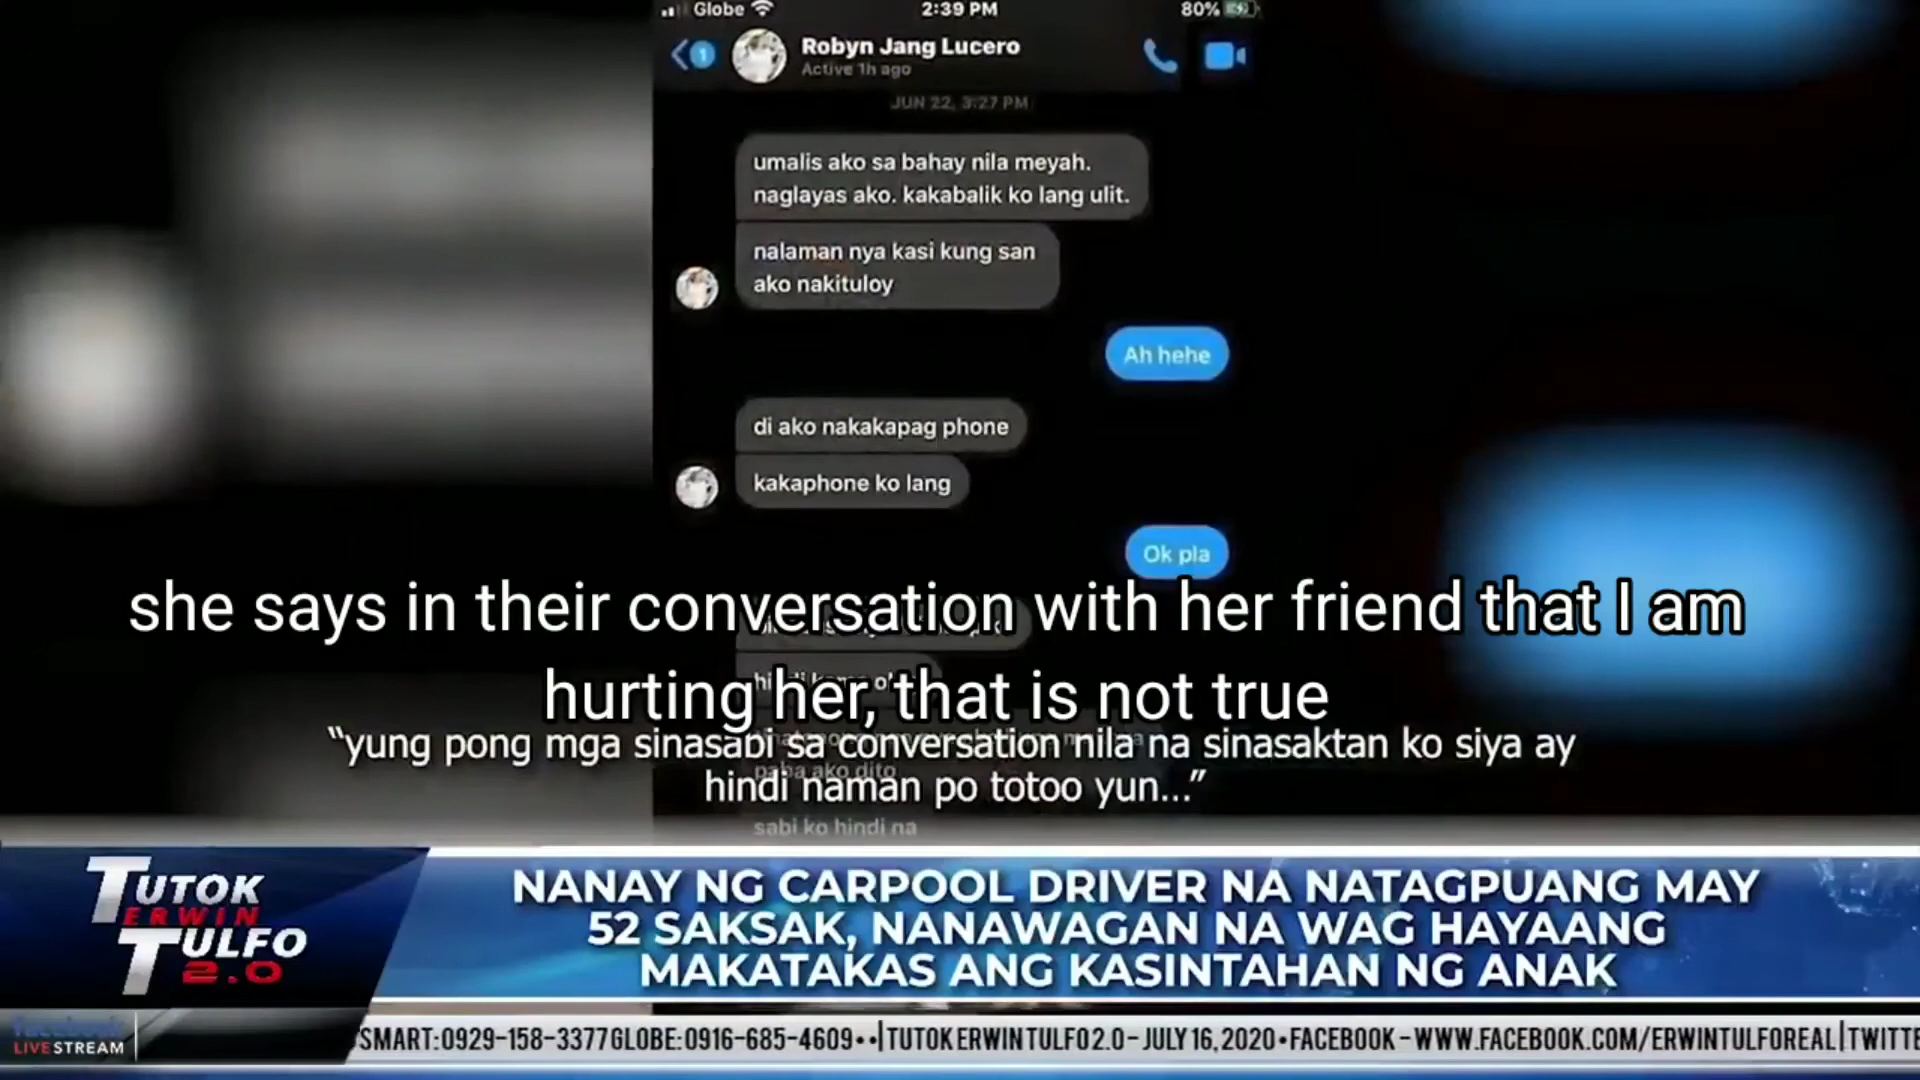 Globe
2:39 PM
80%
1
Robyn Jang Lucero
Active 1h ago
JUN 22, 3:27 PM
umalis ako sa bahay nila meyah.
naglayas ako. kakabalik ko lang ulit.
nalaman nya kasi kung san
ako nakituloy
Ah hehe
di ako nakakapag phone
kakaphone ko lang
Ok pla
she says in their conversation with her friend that I am
hurting her, that is not true
“yung pong mga sinasabi sa conversation nila na sinasaktan ko siya ay
paba ako dito
hindi naman po totoo yun...”
sabi ko hindi na
TUTOK
ERWIN
TULFO
2.0
NANAY NG CARPOOL DRIVER NA NATAGPUANG MAY
52 SAKSAK, NANAWAGAN NA WAG HAYAANG
MAKATAKAS ANG KASINTAHAN NG ANAK
facebook
LIVESTREAM
SMART:0929-158-3377 GLOBE:0916-685-4609••|TUTOK ERWIN TULFO 2.0 - JULY 16, 2020•FACEBOOK - WWW.FACEBOOK.COM/ERWINTULFOREAL|TWITTE